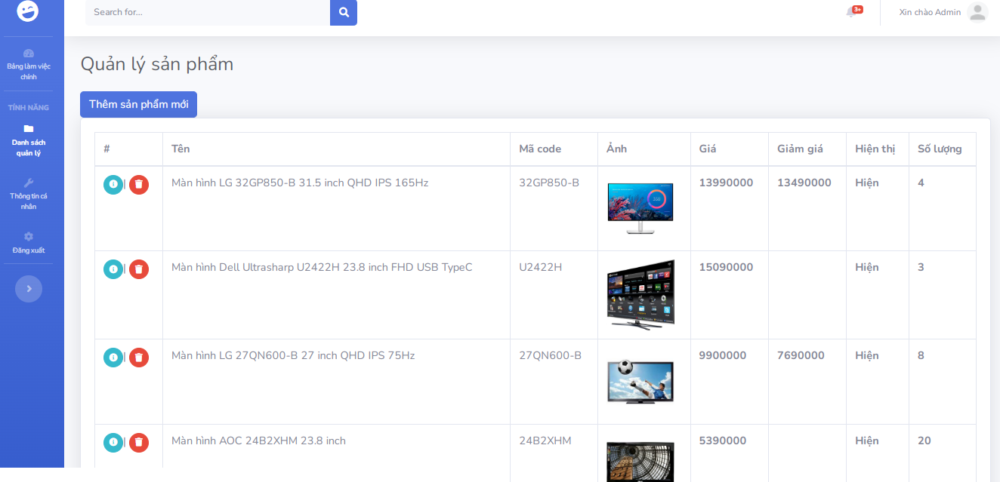 Search for...
3+
Xin chào Admin
Bảng làm việc
chính
TÍNH NĂNG
Danh sách
quản lý
Thông tin cá
nhân
Đăng xuất
Quản lý sản phẩm
Thêm sản phẩm mới
# Tên Mã code Ảnh Giá Giảm giá Hiện thị Số lượng
| Màn hình LG 32GP850-B 31.5 inch QHD IPS 165Hz 32GP850-B 13990000 13490000 Hiện 4
| Màn hình Dell Ultrasharp U2422H 23.8 inch FHD USB TypeC U2422H 15090000 Hiện 3
| Màn hình LG 27QN600-B 27 inch QHD IPS 75Hz 27QN600-B 9900000 7690000 Hiện 8
| Màn hình AOC 24B2XHM 23.8 inch 24B2XHM 5390000 Hiện 20